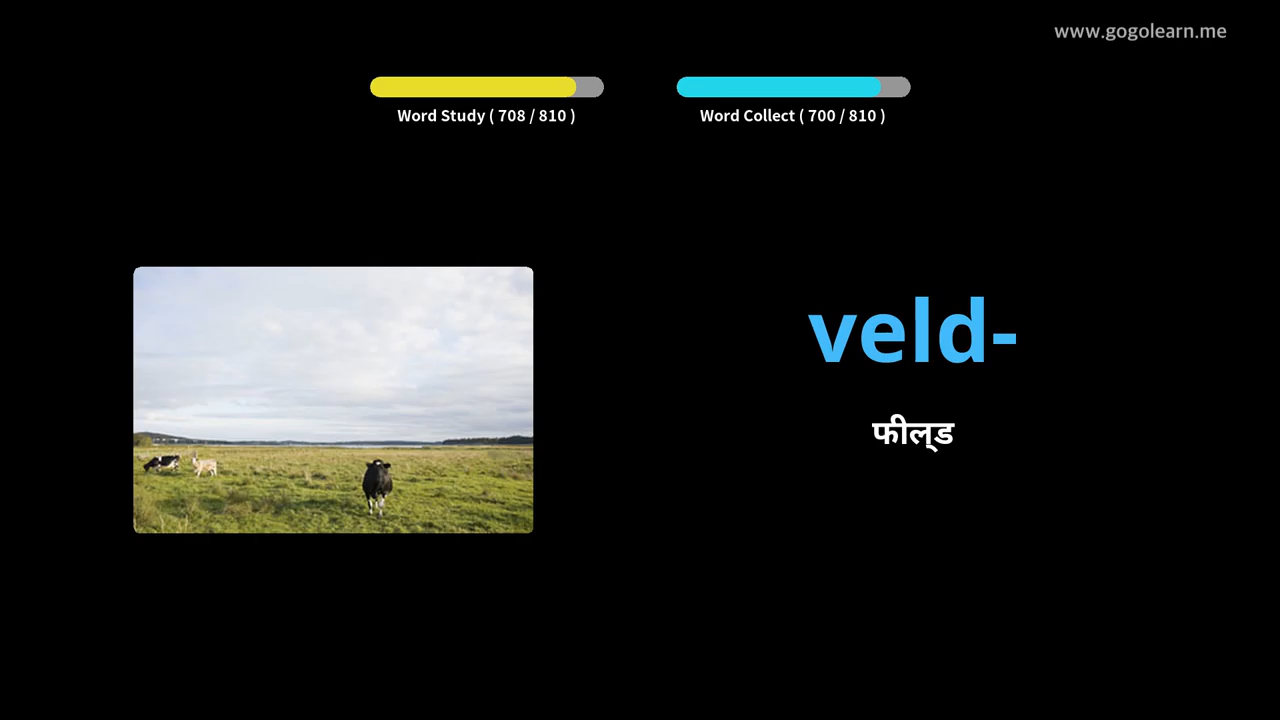 www.gogolearn.me
Word Study ( 708 / 810 )
Word Collect ( 700 / 810 )
veld-
फील्ड